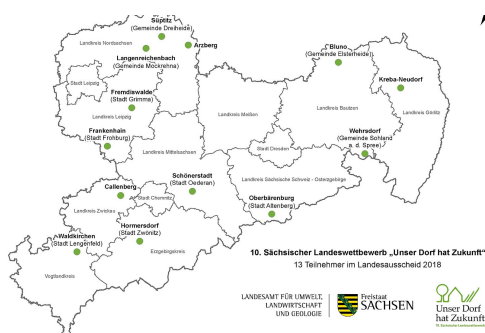 Süptitz
(Gemeinde Dreiheide)
Landkreis Nordsachsen
Arzberg
Langenreichenbach
(Gemeinde Mockrehna)
Bluno
(Gemeinde Elsterheide)
Stadt Leipzig
Kreba-Neudorf
Fremdiswalde
(Stadt Grimma)
Landkreis Leipzig
Landkreis Meißen
Landkreis Bautzen
Landkreis Görlitz
Frankenhain
(Stadt Frohburg)
Wehrsdorf
(Gemeinde Sohland
a. d. Spree)
Landkreis Mittelsachsen
Stadt Dresden
Schönerstadt
(Stadt Oederan)
Landkreis Sächsische Schweiz - Osterzgebirge
Callenberg
Stadt Chemnitz
Oberbärenburg
(Stadt Altenberg)
Landkreis Zwickau
Hormersdorf
(Stadt Zwönitz)
Waldkirchen
(Stadt Lengenfeld)
Erzgebirgskreis
Vogtlandkreis
10. Sächsischer Landeswettbewerb „Unser Dorf hat Zukunft“
13 Teilnehmer im Landesausscheid 2018
LANDESAMT FÜR UMWELT,
LANDWIRTSCHAFT
UND GEOLOGIE
Freistaat
SACHSEN
Unser Dorf
hat Zukunft
10. Sächsischer Landeswettbewerb